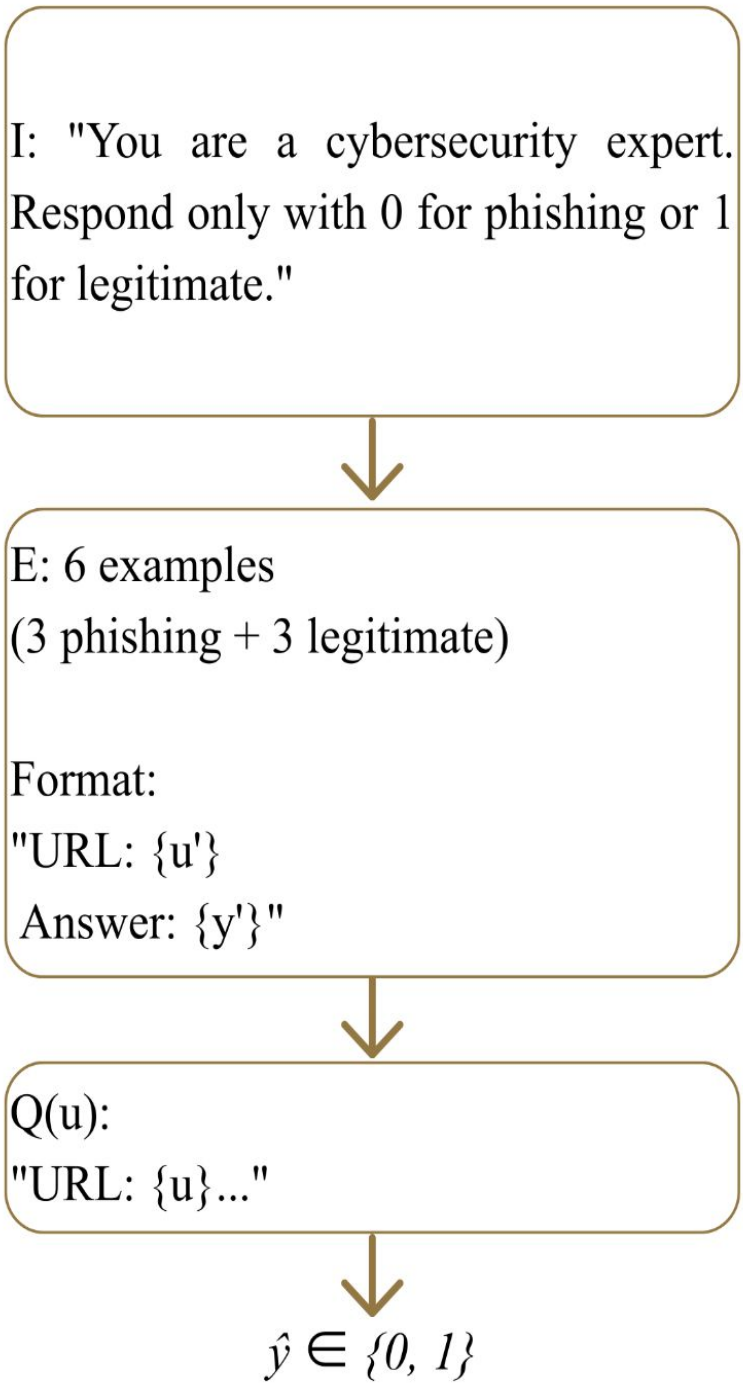 I: "You are a cybersecurity expert.
Respond only with 0 for phishing or 1
for legitimate."
E: 6 examples
(3 phishing + 3 legitimate)
Format:
"URL: {u'}
Answer: {y'}"
Q(u):
"URL: {u}..."
ŷ ∈ {0, 1}